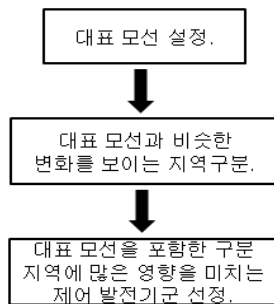 대표 모선 설정.
대표 모선과 비슷한
변화를 보이는 지역구분.
대표 모선을 포함한 구분
지역에 많은 영향을 미치는
제어 발전기군 선정.